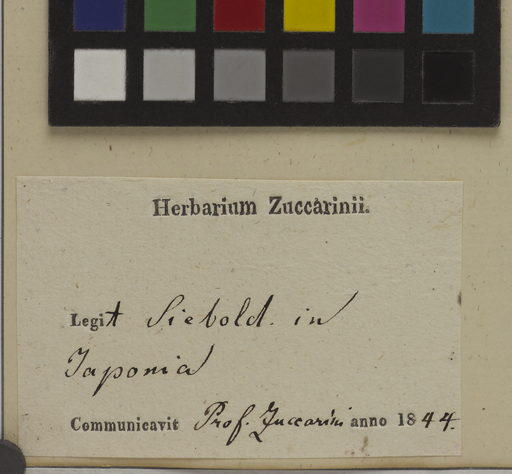 Herbarium Zuccarinii.
Legit Siebold. in
Japonia
Communicavit Prof. Zuccarini anno 1844.